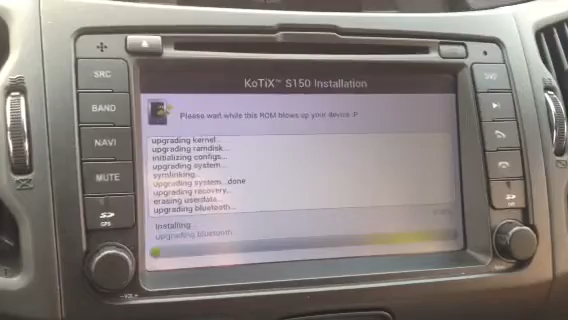 KoTiX™ S150 Installation
SRC
BAND
NAVI
MUTE
GPS
VOL
DVD
Please wait while this ROM blows up your device :P
upgrading kernel...
upgrading ramdisk...
initializing configs...
upgrading system...
symlinking...
upgrading system...done
upgrading recovery...
erasing userdata...
upgrading bluetooth...
Installing...
upgrading bluetooth...